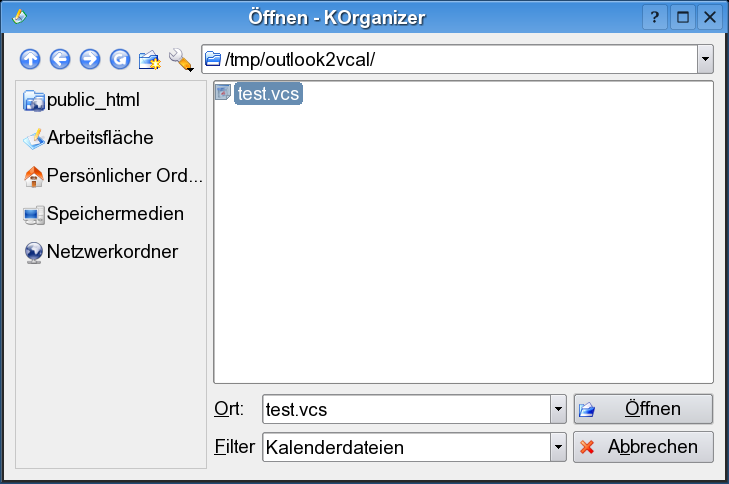 Öffnen - KOrganizer
/tmp/outlook2vcal/
public_html
Arbeitsfläche
Persönlicher Ord...
Speichermedien
Netzwerkordner
test.vcs
Ort: test.vcs Öffnen
Filter Kalenderdateien Abbrechen